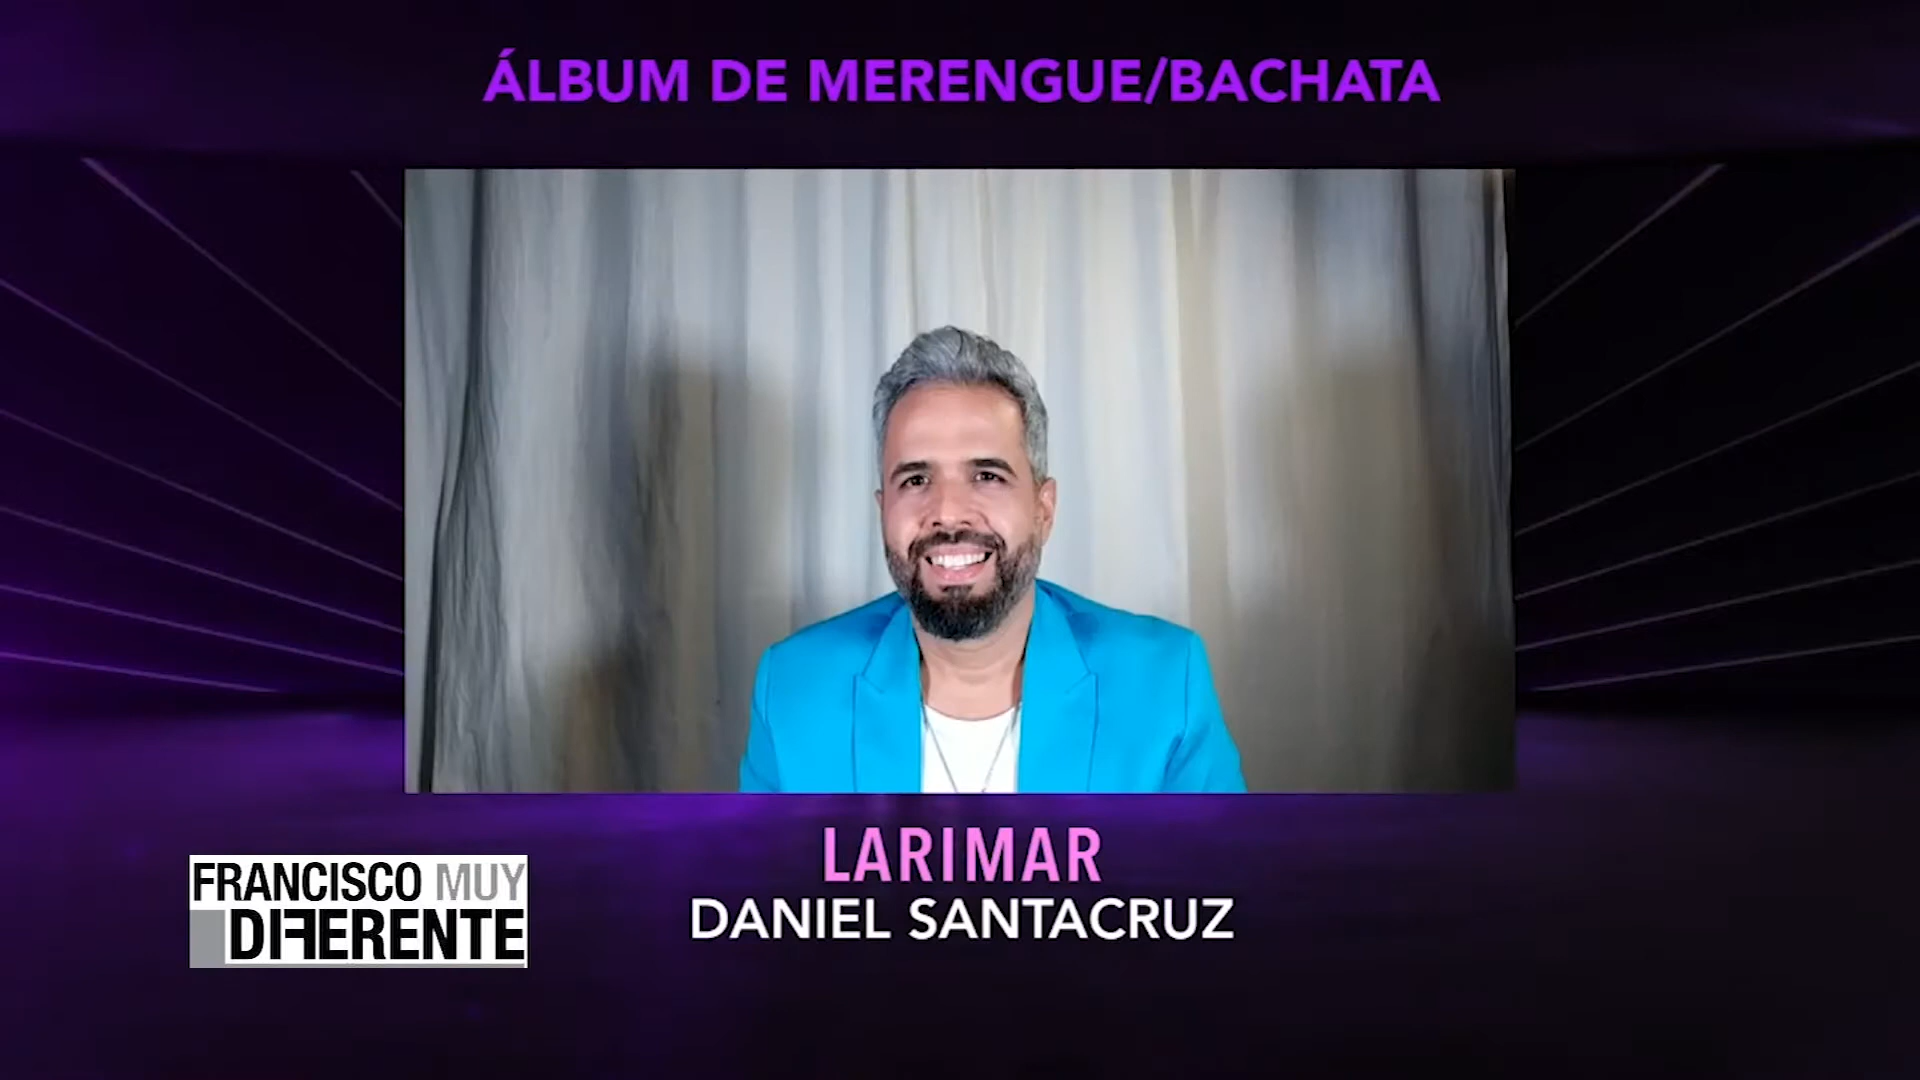 ÁLBUM DE MERENGUE/BACHATA
LARIMAR
DANIEL SANTACRUZ
FRANCISCO MUY
DIFERENTE